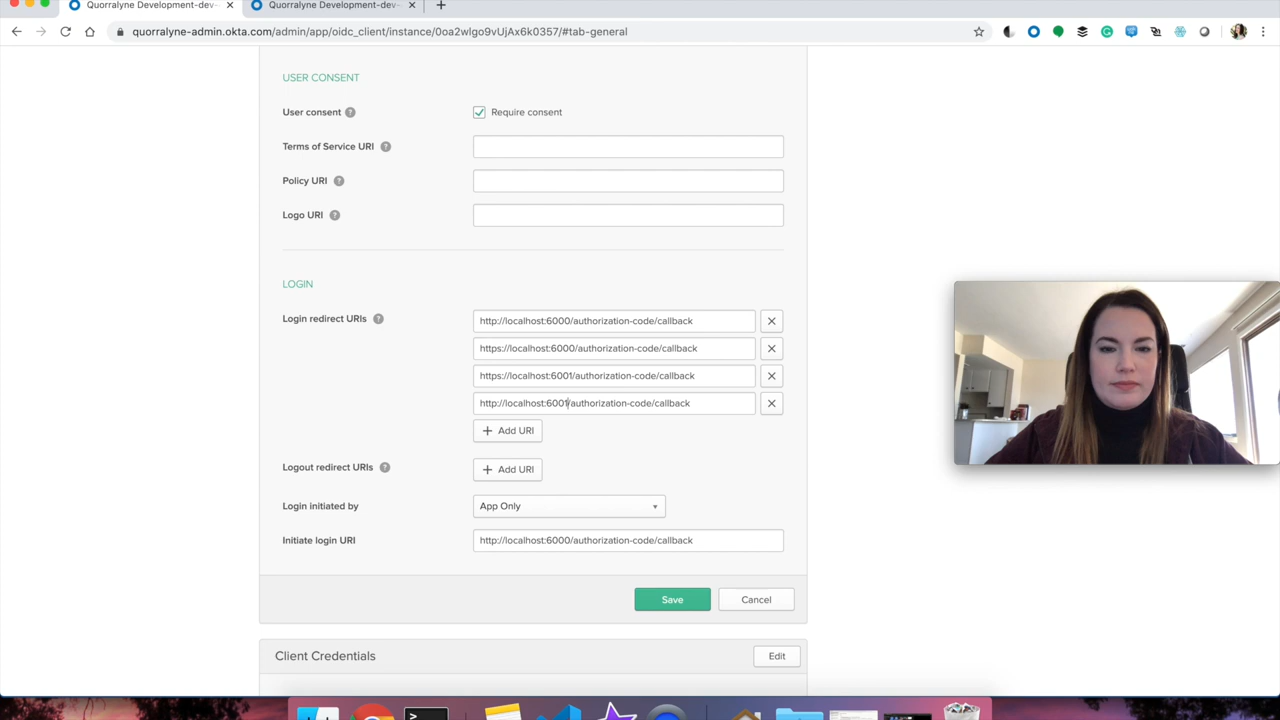 Quorralyne Development-dev-
Quorralyne Development-dev-
quorralyne-admin.okta.com/admin/app/oidc_client/instance/0oa2wlgo9vUjAx6k0357/#tab-general
USER CONSENT
User consent ?
Require consent
Terms of Service URI ?
Policy URI ?
Logo URI ?
LOGIN
Login redirect URIs ?
http://localhost:6000/authorization-code/callback
https://localhost:6000/authorization-code/callback
https://localhost:6001/authorization-code/callback
http://localhost:6001/authorization-code/callback
+ Add URI
Logout redirect URIs ?
+ Add URI
Login initiated by
App Only
Initiate login URI
http://localhost:6000/authorization-code/callback
Save
Cancel
Client Credentials
Edit